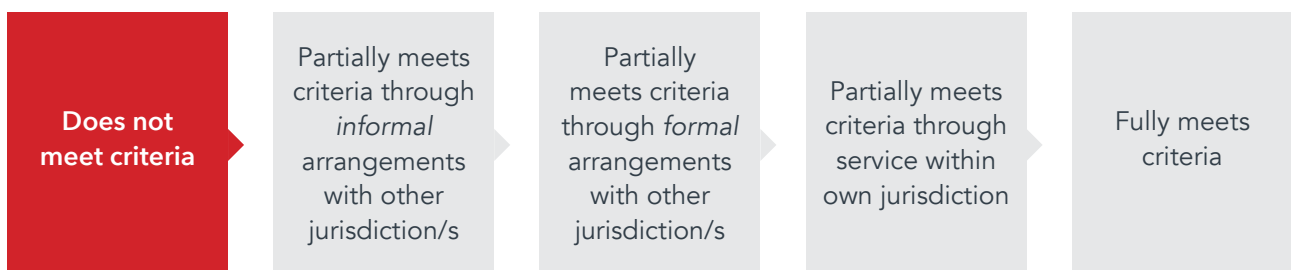 Does not
meet criteria
Partially meets
criteria through
informal
arrangements
with other
jurisdiction/s
Partially
meets criteria
through formal
arrangements
with other
jurisdiction/s
Partially meets
criteria through
service within
own jurisdiction
Fully meets
criteria